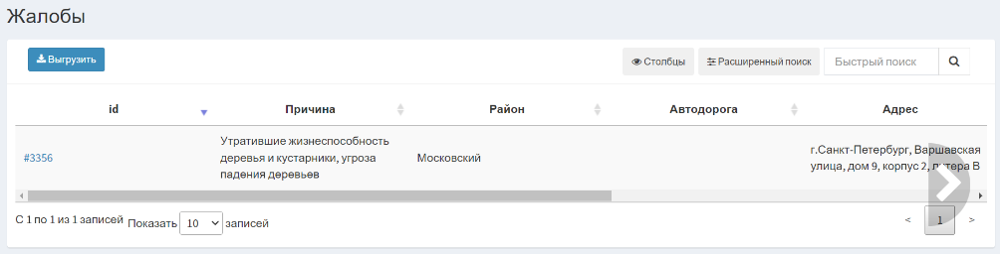 Жалобы
Выгрузить
Столбцы
Расширенный поиск
Быстрый поиск
id
Причина
Район
Автодорога
Адрес
#3356
Утратившие жизнеспособность
деревья и кустарники, угроза
падения деревьев
Московский
г.Санкт-Петербург, Варшавская
улица, дом 9, корпус 2, литера В
С 1 по 1 из 1 записей
Показать 10 записей
< 1 >